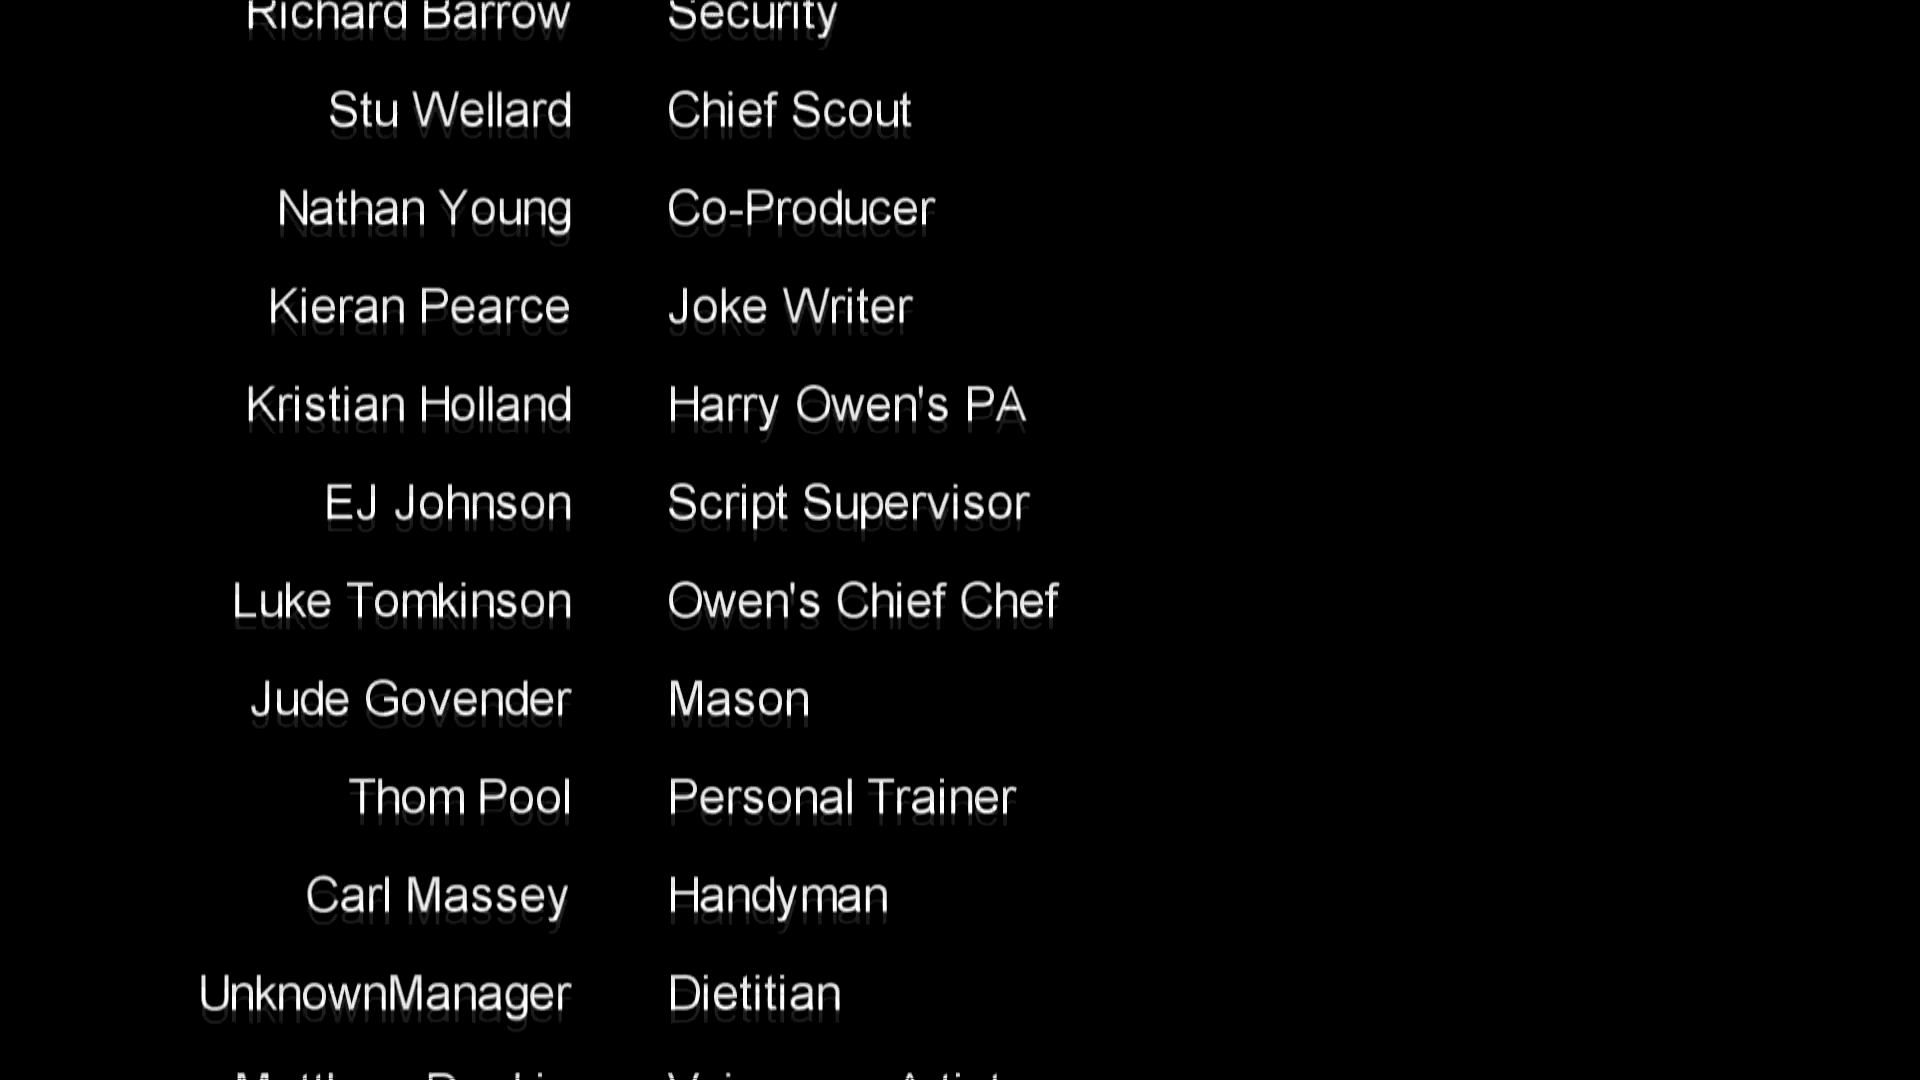 Richard Barrow Security
Stu Wellard Chief Scout
Nathan Young Co-Producer
Kieran Pearce Joke Writer
Kristian Holland Harry Owen's PA
EJ Johnson Script Supervisor
Luke Tomkinson Owen's Chief Chef
Jude Govender Mason
Thom Pool Personal Trainer
Carl Massey Handyman
UnknownManager Dietitian